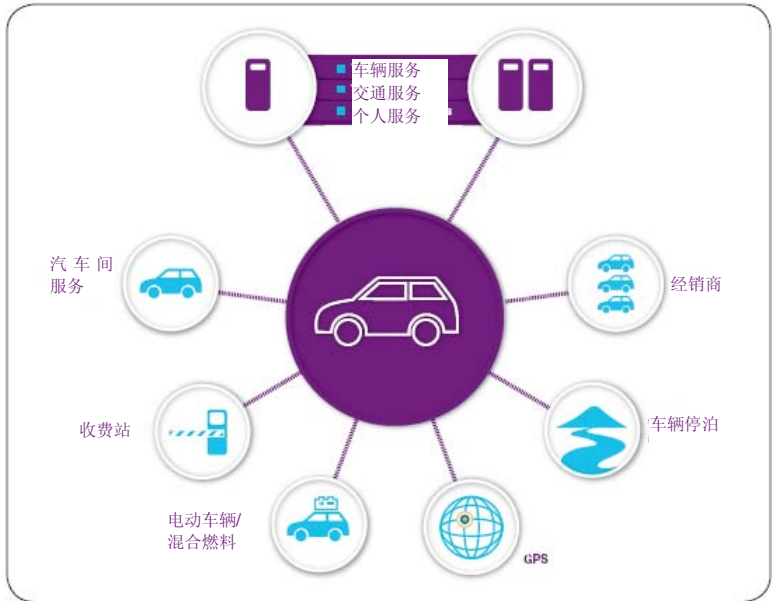 车辆服务
交通服务
个人服务
汽车间
服务
经销商
收费站
车辆停泊
电动车辆/
混合燃料
GPS